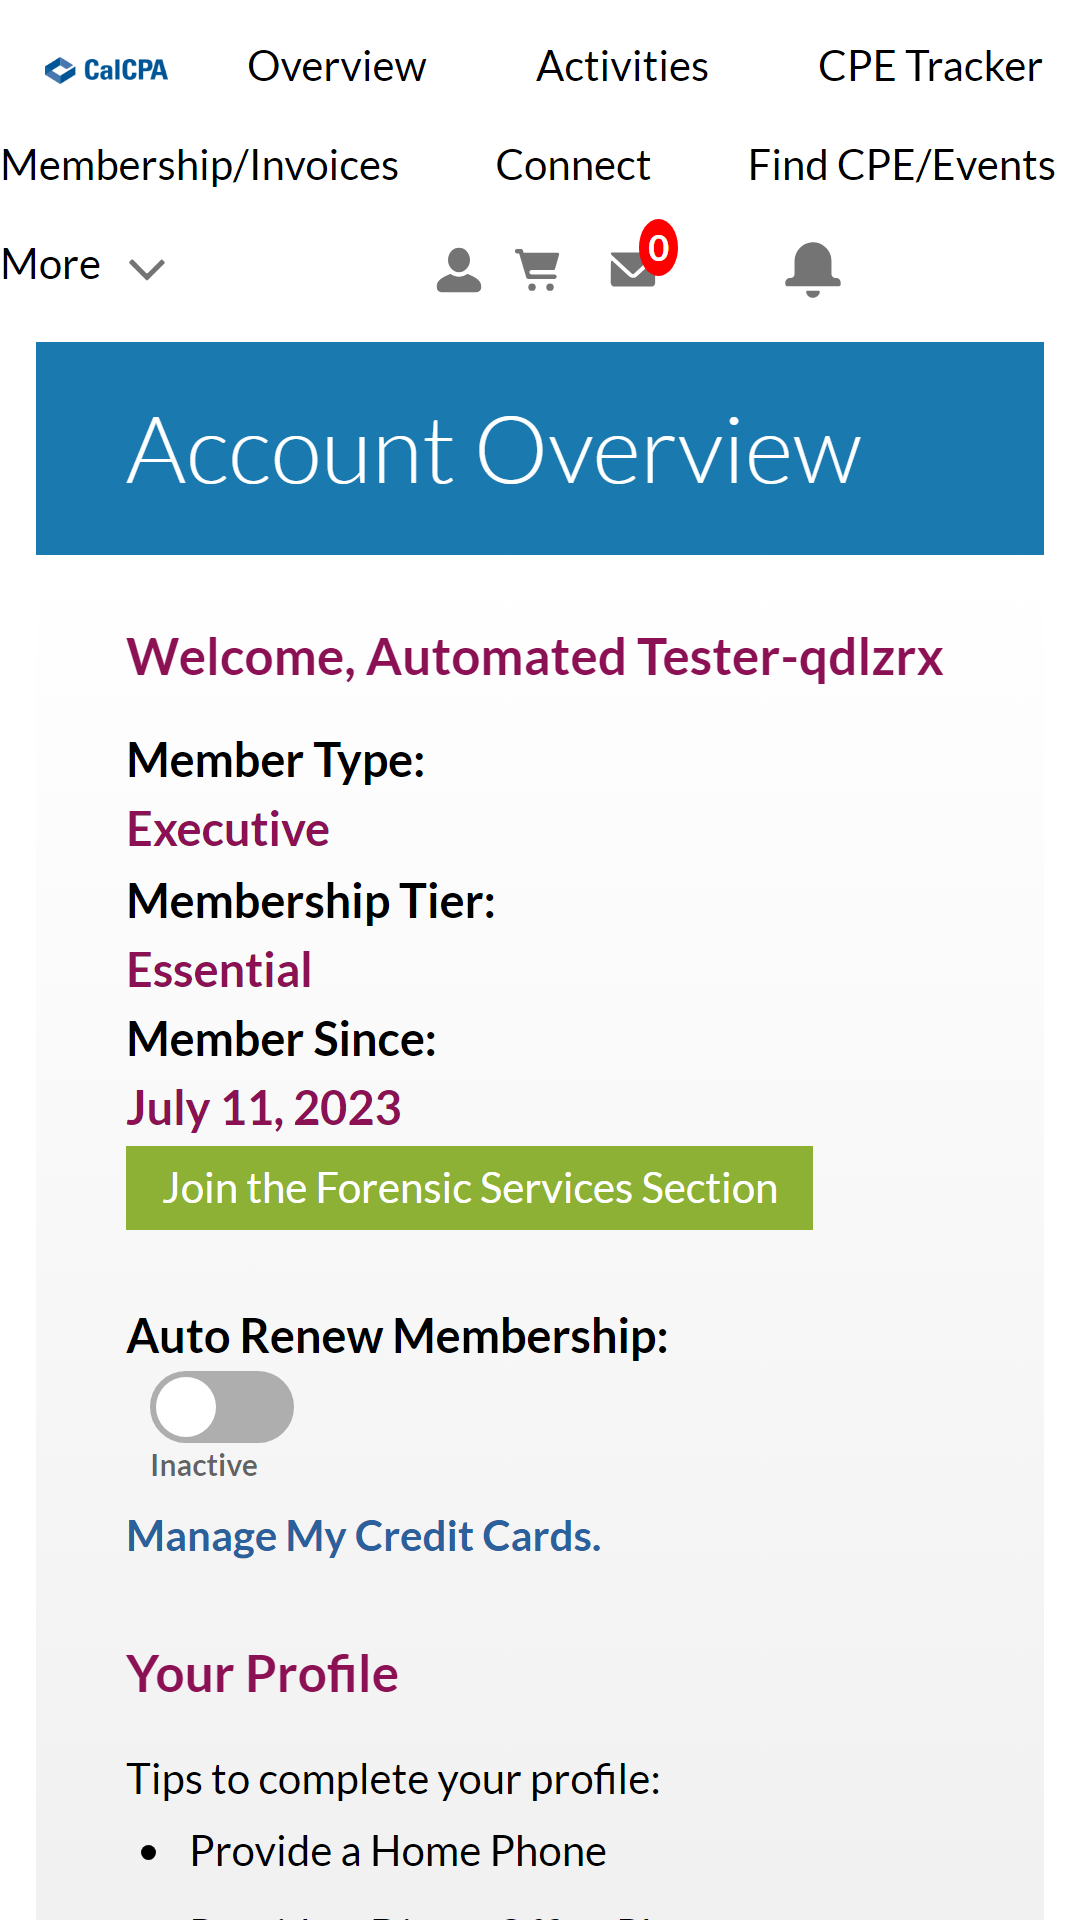 CalCPA Overview Activities CPE Tracker
Membership/Invoices Connect Find CPE/Events
More 0
Account Overview
Welcome, Automated Tester-qdlzrx
Member Type:
Executive
Membership Tier:
Essential
Member Since:
July 11, 2023
Join the Forensic Services Section
Auto Renew Membership:
Inactive
Manage My Credit Cards.
Your Profile
Tips to complete your profile:
• Provide a Home Phone